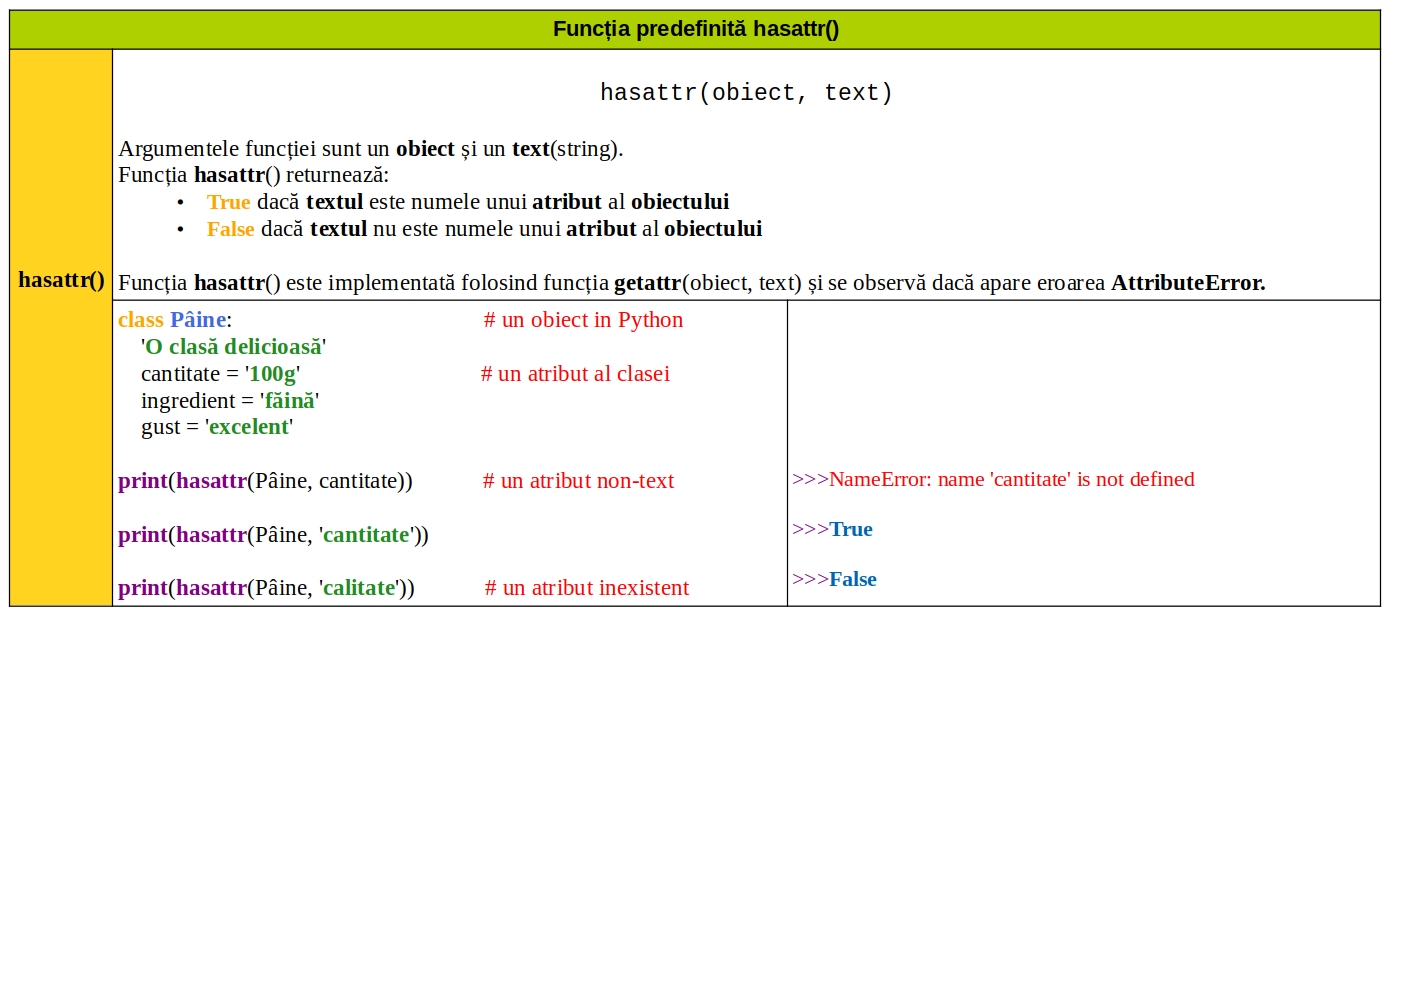 Funcția predefinită hasattr()
hasattr()
hasattr(obiect, text)
Argumentele funcției sunt un obiect și un text(string).
Funcția hasattr() returnează:
• True dacă textul este numele unui atribut al obiectului
• False dacă textul nu este numele unui atribut al obiectului
Funcția hasattr() este implementată folosind funcția getattr(obiect, text) și se observă dacă apare eroarea AttributeError.
class Pâine: # un obiect in Python
'O clasă delicioasă'
cantitate = '100g' # un atribut al clasei
ingredient = 'făină'
gust = 'excelent'
print(hasattr(Pâine, cantitate)) # un atribut non-text
>>>NameError: name 'cantitate' is not defined
print(hasattr(Pâine, 'cantitate'))
>>>True
print(hasattr(Pâine, 'calitate')) # un atribut inexistent
>>>False